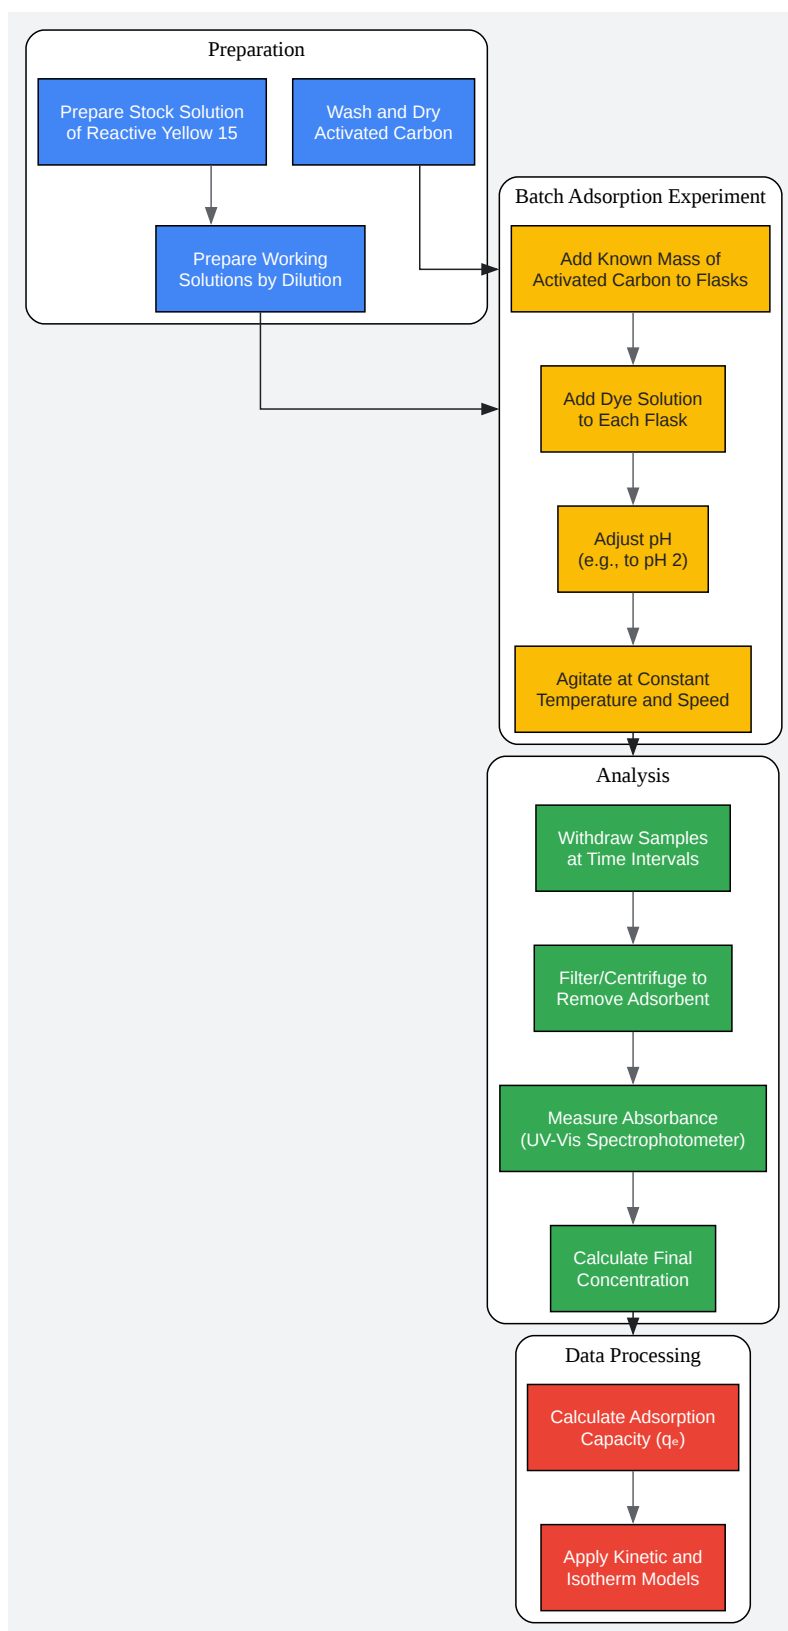 Preparation
Prepare Stock Solution
of Reactive Yellow 15
Wash and Dry
Activated Carbon
Prepare Working
Solutions by Dilution
Batch Adsorption Experiment
Add Known Mass of
Activated Carbon to Flasks
Add Dye Solution
to Each Flask
Adjust pH
(e.g., to pH 2)
Agitate at Constant
Temperature and Speed
Analysis
Withdraw Samples
at Time Intervals
Filter/Centrifuge to
Remove Adsorbent
Measure Absorbance
(UV-Vis Spectrophotometer)
Calculate Final
Concentration
Data Processing
Calculate Adsorption
Capacity (qₑ)
Apply Kinetic and
Isotherm Models